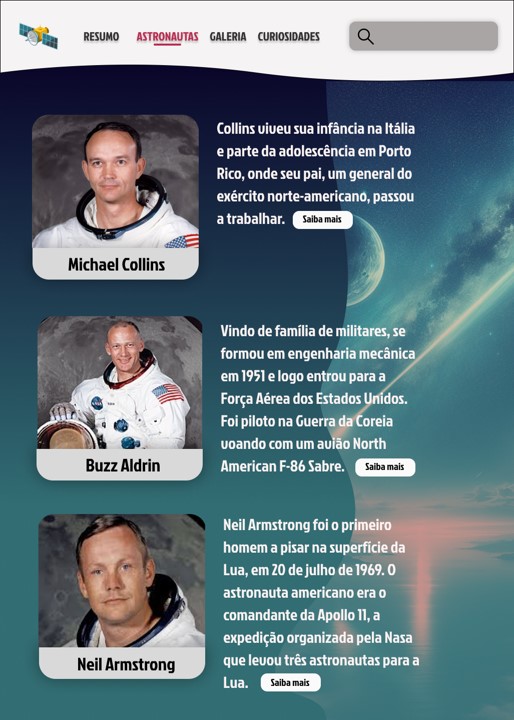 RESUMO ASTRONAUTAS GALERIA CURIOSIDADES
Collins viveu sua infância na Itália
e parte da adolescência em Porto
Rico, onde seu pai, um general do
exército norte-americano, passou
a trabalhar. Saiba mais
Michael Collins
Vindo de família de militares, se
formou em engenharia mecânica
em 1951 e logo entrou para a
Força Aérea dos Estados Unidos.
Foi piloto na Guerra da Coreia
voando com um avião North
American F-86 Sabre. Saiba mais
Buzz Aldrin
Neil Armstrong foi o primeiro
homem a pisar na superfície da
Lua, em 20 de julho de 1969. O
astronauta americano era o
comandante da Apollo 11, a
expedição organizada pela Nasa
que levou três astronautas para a
Lua. Saiba mais
Neil Armstrong